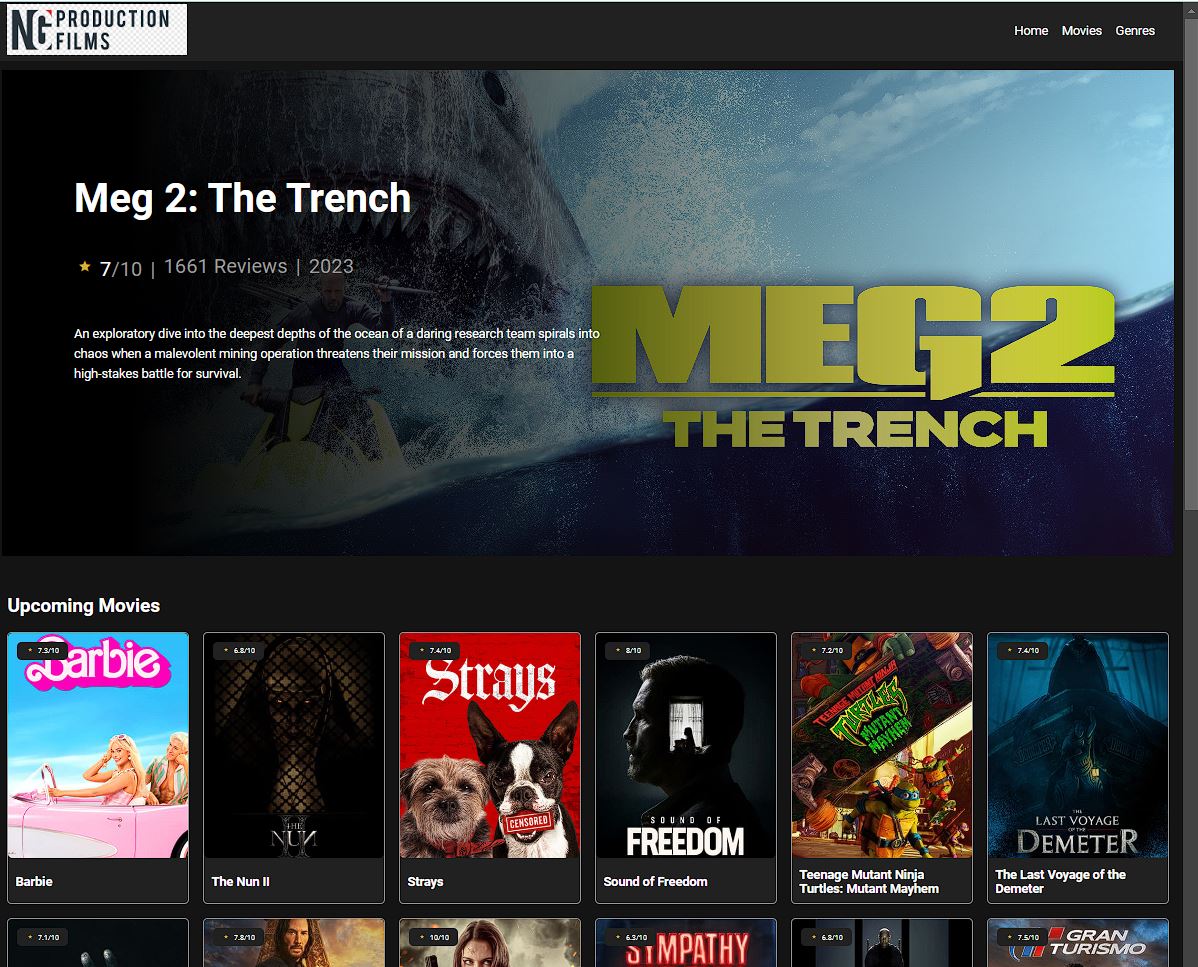 NG PRODUCTION
FILMS
Home Movies Genres
Meg 2: The Trench
7/10 | 1661 Reviews | 2023
An exploratory dive into the deepest depths of the ocean of a daring research team spirals into
chaos when a malevolent mining operation threatens their mission and forces them into a
high-stakes battle for survival.
MEG2
THE TRENCH
Upcoming Movies
7.3/10
Barbie
Barbie
6.8/10
THE
NUN
II
The Nun II
7.4/10
Strays
CENSORED
Strays
8/10
SOUND OF
FREEDOM
Sound of Freedom
7.2/10
TEENAGE MUTANT NINJA
TURTLES
MUTANT
MAYHEM
Teenage Mutant Ninja
Turtles: Mutant Mayhem
7.4/10
THE
LAST VOYAGE
OF THE
DEMETER
The Last Voyage of the
Demeter
7.1/10
7.8/10
10/10
6.3/10
SYMPATHY
6.8/10
7.5/10
GRAN
TURISMO